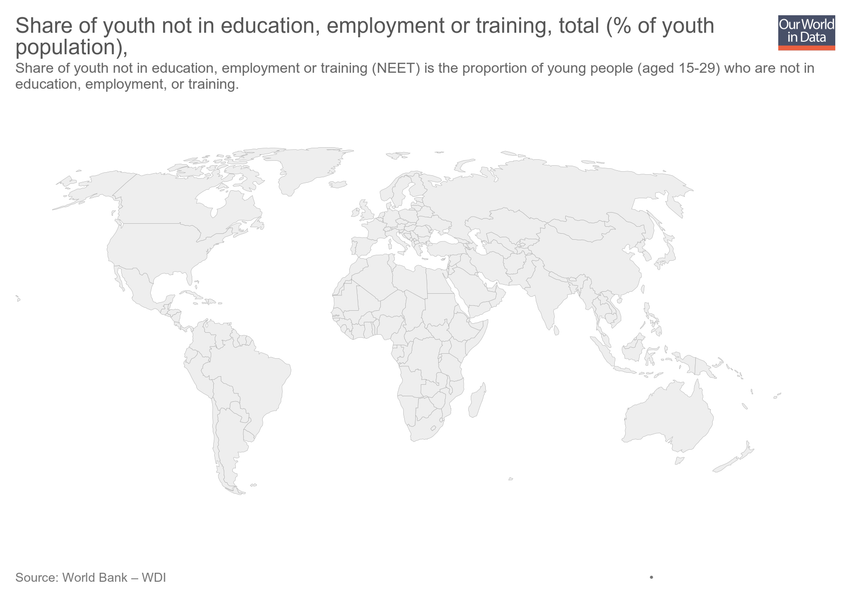 Share of youth not in education, employment or training, total (% of youth
population),
Our World
in Data
Share of youth not in education, employment or training (NEET) is the proportion of young people (aged 15-29) who are not in
education, employment, or training.
Source: World Bank – WDI
•